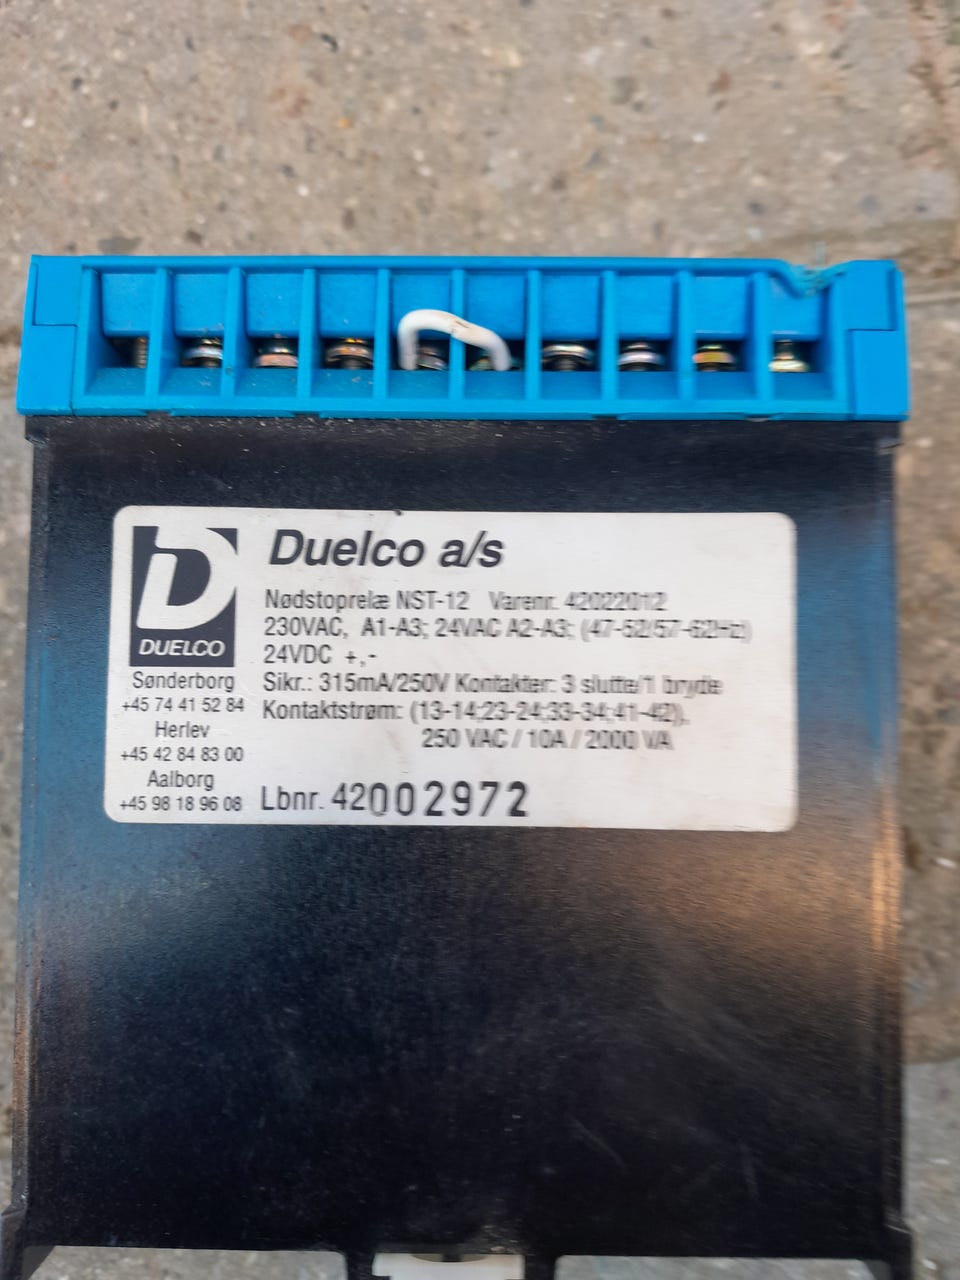 Duelco a/s
Nødstoprelæ NST-12 Varenr. 42022012
230VAC, A1-A3; 24VAC A2-A3; (47-52/57-62Hz)
24VDC +,-
Sikr.: 315mA/250V Kontakter: 3 slutte/1 bryde
Kontaktstrøm: (13-14;23-24;33-34;41-42),
250 VAC / 10A / 2000 VA
Lbnr. 42002972
DUELCO
Sønderborg
+45 74 41 52 84
Herlev
+45 42 84 83 00
Aalborg
+45 98 18 96 08